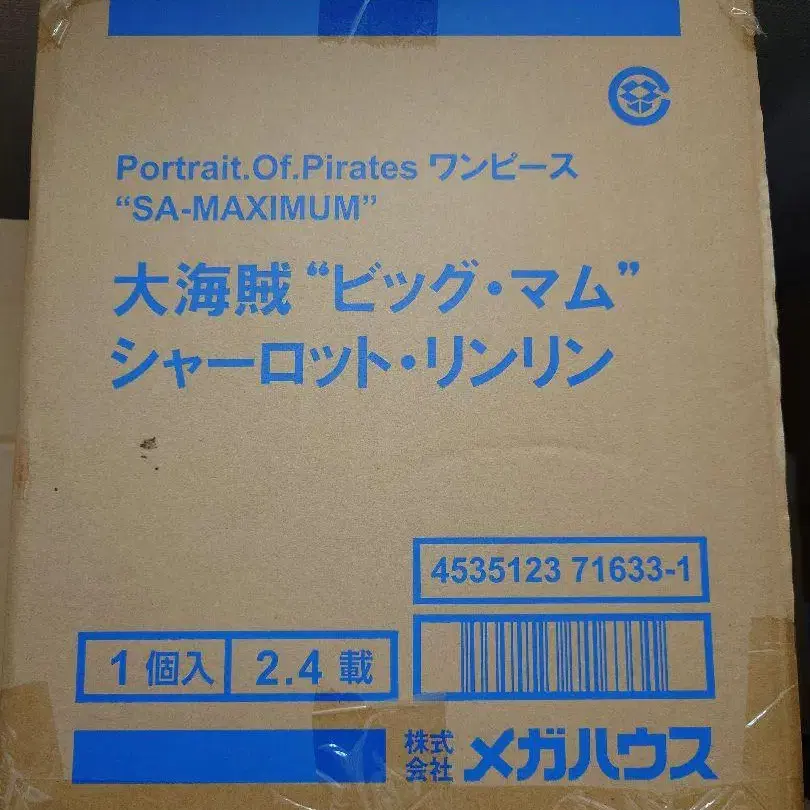 Portrait.Of.Pirates ワンピース
“SA-MAXIMUM”
大海賊“ビッグ・マム”
シャーロット・リンリン
4535123 71633-1
1 個入 2.4 載
株式会社 メガハウス